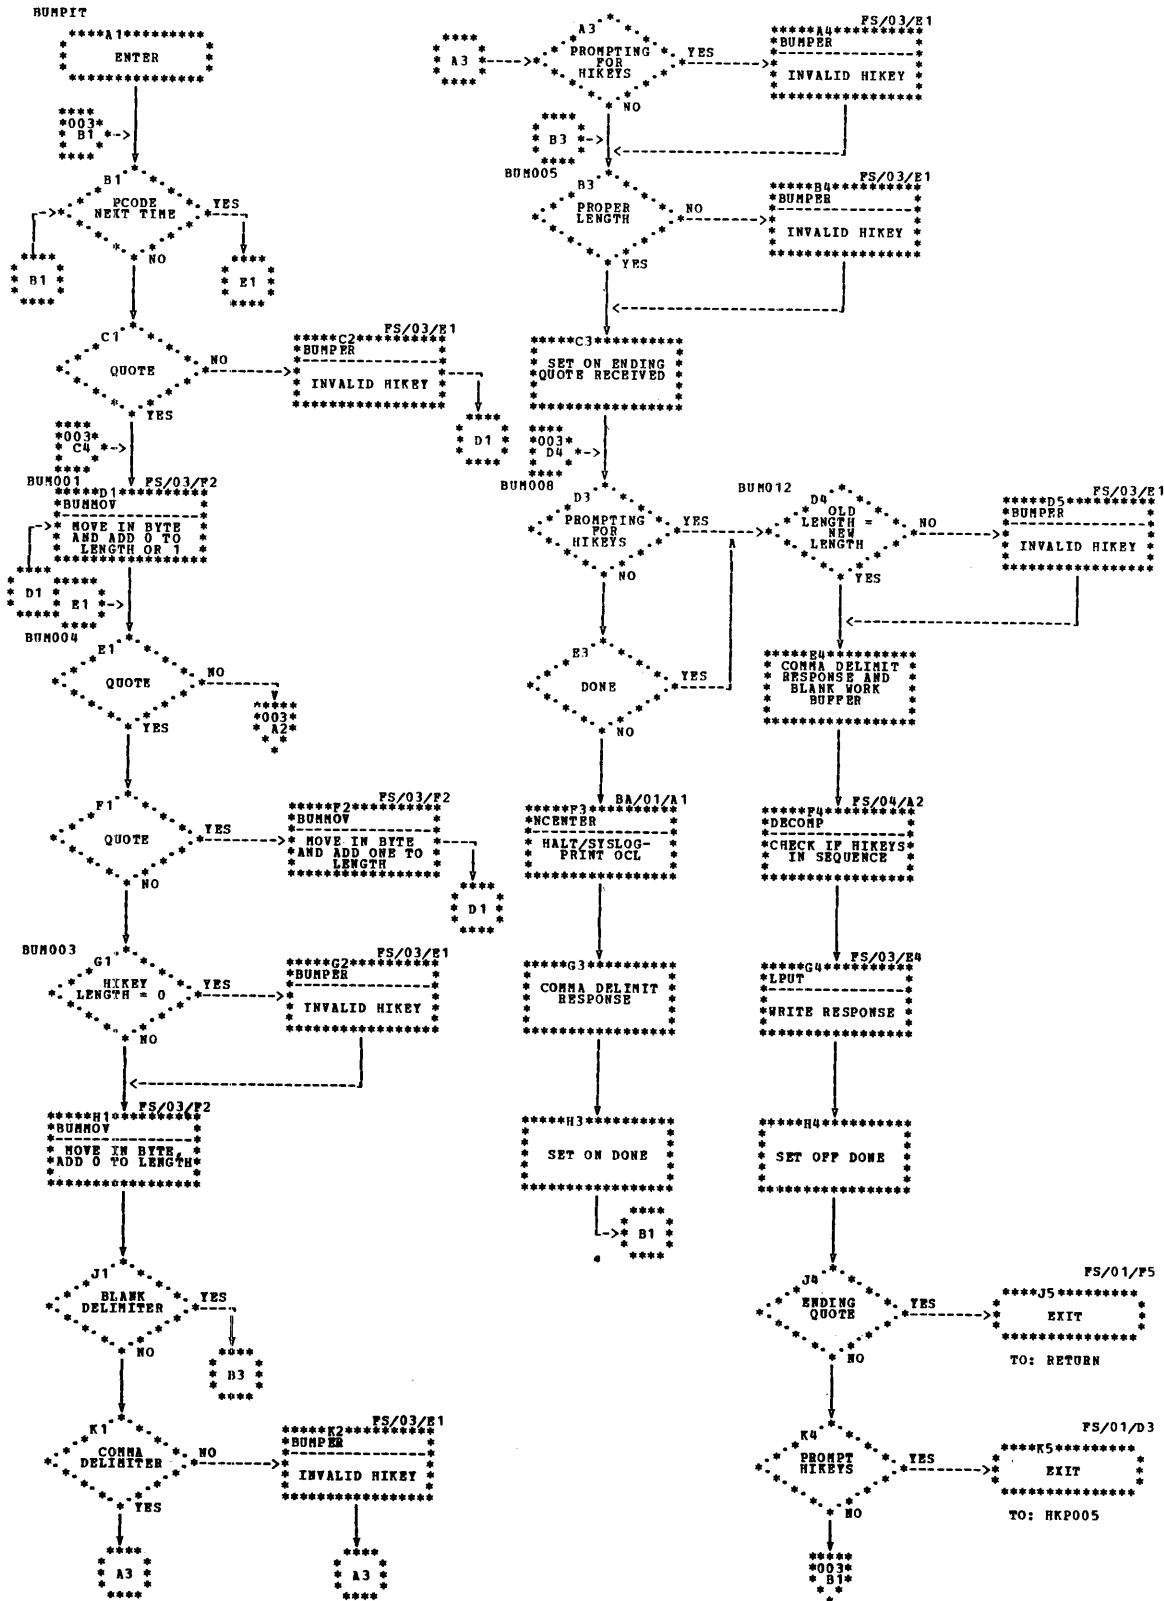 BUMPIT
A1
ENTER
003
B1
B1
PCODE
NEXT TIME
YES
NO
B1
E1
C1
QUOTE
NO
YES
FS/03/E1
C2
BUMPER
INVALID HIKEY
D1
003
C4
BUM001
FS/03/F2
D1
BUMMOV
MOVE IN BYTE
AND ADD 0 TO
LENGTH OR 1
D1
E1
BUM004
E1
QUOTE
NO
YES
003
A2
F1
QUOTE
YES
NO
FS/03/F2
F2
BUMMOV
MOVE IN BYTE
AND ADD ONE TO
LENGTH
D1
BUM003
G1
HIKEY
LENGTH = 0
YES
NO
FS/03/E1
G2
BUMPER
INVALID HIKEY
FS/03/F2
H1
BUMMOV
MOVE IN BYTE,
ADD 0 TO LENGTH
J1
BLANK
DELIMITER
YES
NO
B3
K1
COMMA
DELIMITER
NO
YES
FS/03/E1
K2
BUMPER
INVALID HIKEY
A3
A3
A3
A3
PROMPTING
FOR
HIKEYS
YES
NO
FS/03/E1
A4
BUMPER
INVALID HIKEY
B3
BUM005
B3
PROPER
LENGTH
NO
YES
FS/03/E1
B4
BUMPER
INVALID HIKEY
C3
SET ON ENDING
QUOTE RECEIVED
003
D4
BUM008
D3
PROMPTING
FOR
HIKEYS
YES
NO
A
BUM012
D4
OLD
LENGTH =
NEW
LENGTH
NO
YES
FS/03/E1
D5
BUMPER
INVALID HIKEY
E3
DONE
YES
NO
E4
COMMA DELIMIT
RESPONSE AND
BLANK WORK
BUFFER
BA/01/A1
F3
NCENTER
HALT/SYSLOG-
PRINT OCL
FS/04/A2
F4
DECOMP
CHECK IF HIKEYS
IN SEQUENCE
G3
COMMA DELIMIT
RESPONSE
FS/03/E4
G4
LPUT
WRITE RESPONSE
H3
SET ON DONE
B1
H4
SET OFF DONE
J4
ENDING
QUOTE
YES
NO
FS/01/F5
J5
EXIT
TO: RETURN
K4
PROMPT
HIKEYS
YES
NO
FS/01/D3
K5
EXIT
TO: HKP005
003
B1